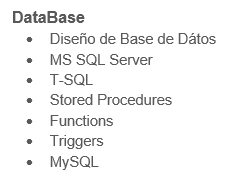 DataBase
• Diseño de Base de Dátos
• MS SQL Server
• T-SQL
• Stored Procedures
• Functions
• Triggers
• MySQL